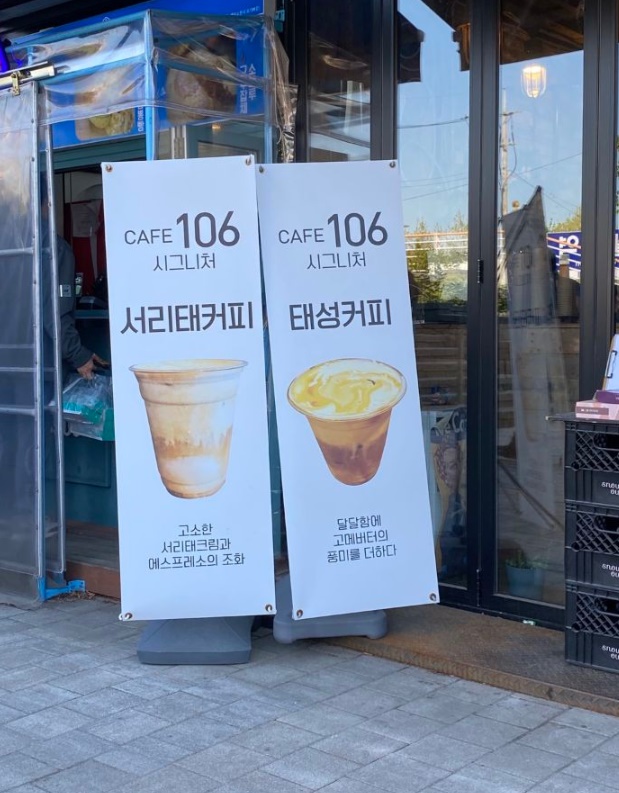 CAFE 106
시그니처
서리태커피
고소한
서리태크림과
에스프레소의 조화
CAFE 106
시그니처
태성커피
달달함에
고메버터의
풍미를 더하다